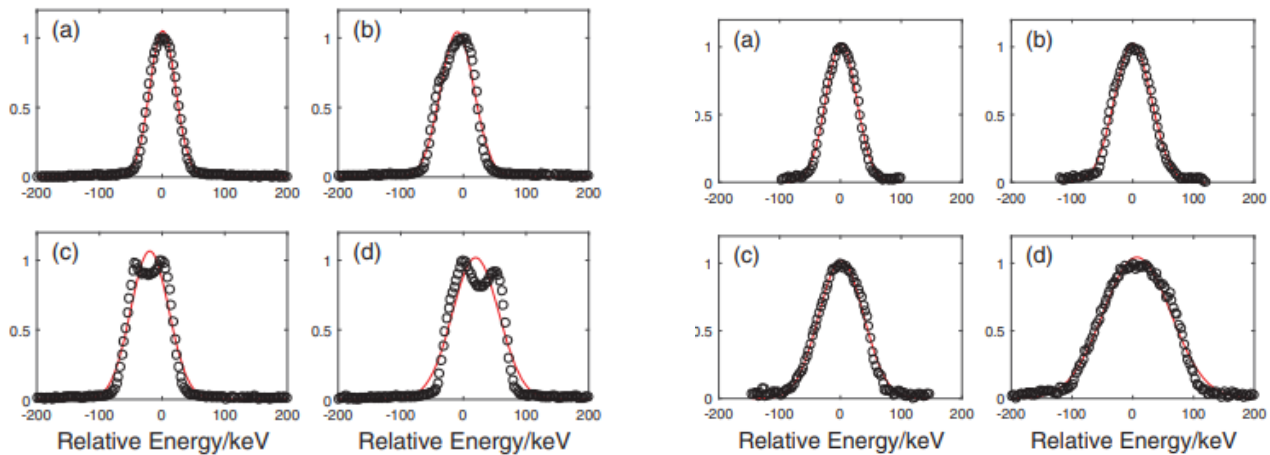 (a) (b) (a) (b)
1 1 1 1
0.5 0.5 0.5 0.5
0 0 0 0
-200 -100 0 100 200 -200 -100 0 100 200 -200 -100 0 100 200 -200 -100 0 100 200
(c) (d) (c) (d)
1 1 1 1
0.5 0.5 0.5 0.5
0 0 0 0
-200 -100 0 100 200 -200 -100 0 100 200 -200 -100 0 100 200 -200 -100 0 100 200
Relative Energy/keV Relative Energy/keV Relative Energy/keV Relative Energy/keV